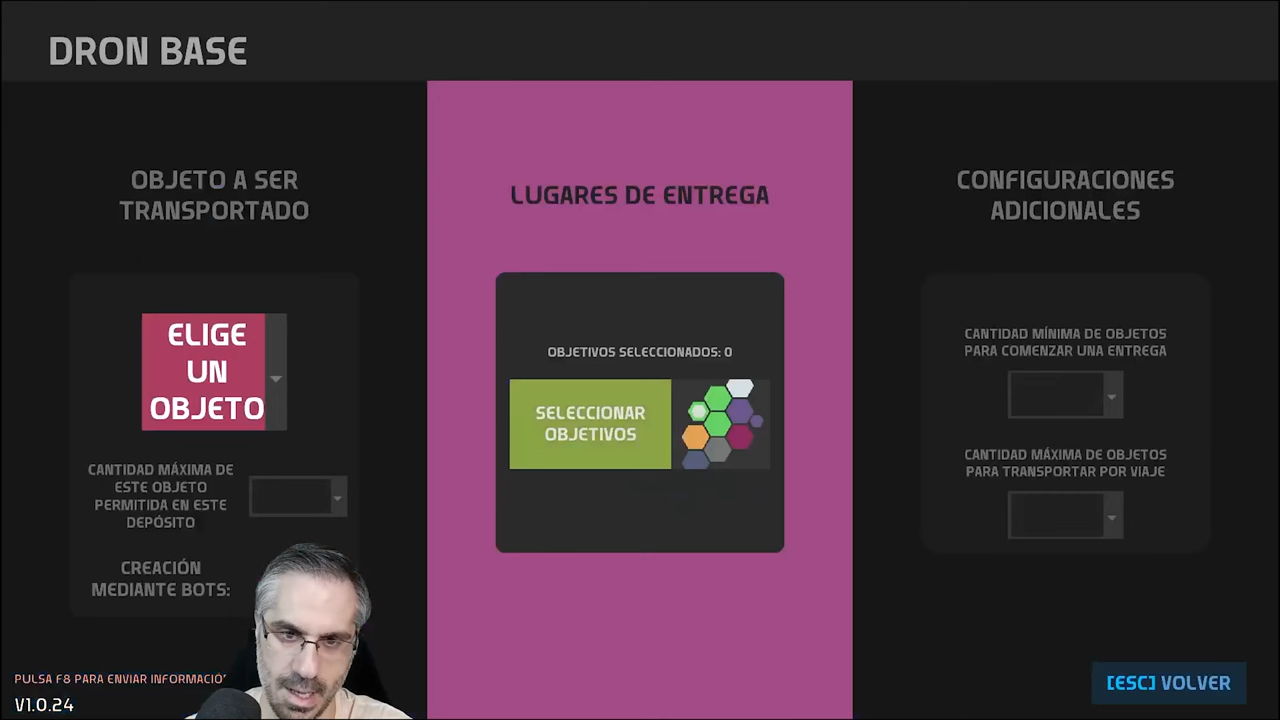 DRON BASE
OBJETO A SER
TRANSPORTADO
ELIGE
UN
OBJETO
CANTIDAD MÁXIMA DE
ESTE OBJETO
PERMITIDA EN ESTE
DEPÓSITO
CREACIÓN
MEDIANTE BOTS:
LUGARES DE ENTREGA
OBJETIVOS SELECCIONADOS: 0
SELECCIONAR
OBJETIVOS
CONFIGURACIONES
ADICIONALES
CANTIDAD MÍNIMA DE OBJETOS
PARA COMENZAR UNA ENTREGA
CANTIDAD MÁXIMA DE OBJETOS
PARA TRANSPORTAR POR VIAJE
PULSA F8 PARA ENVIAR INFORMACIÓ
V1.0.24
[ESC] VOLVER